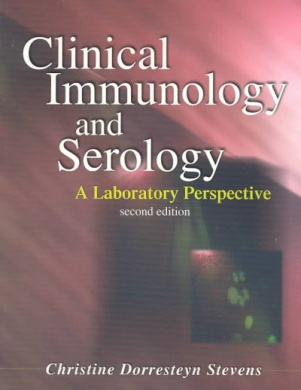 Clinical
Immunology
and
Serology
A Laboratory Perspective
second edition
Christine Dorresteyn Stevens